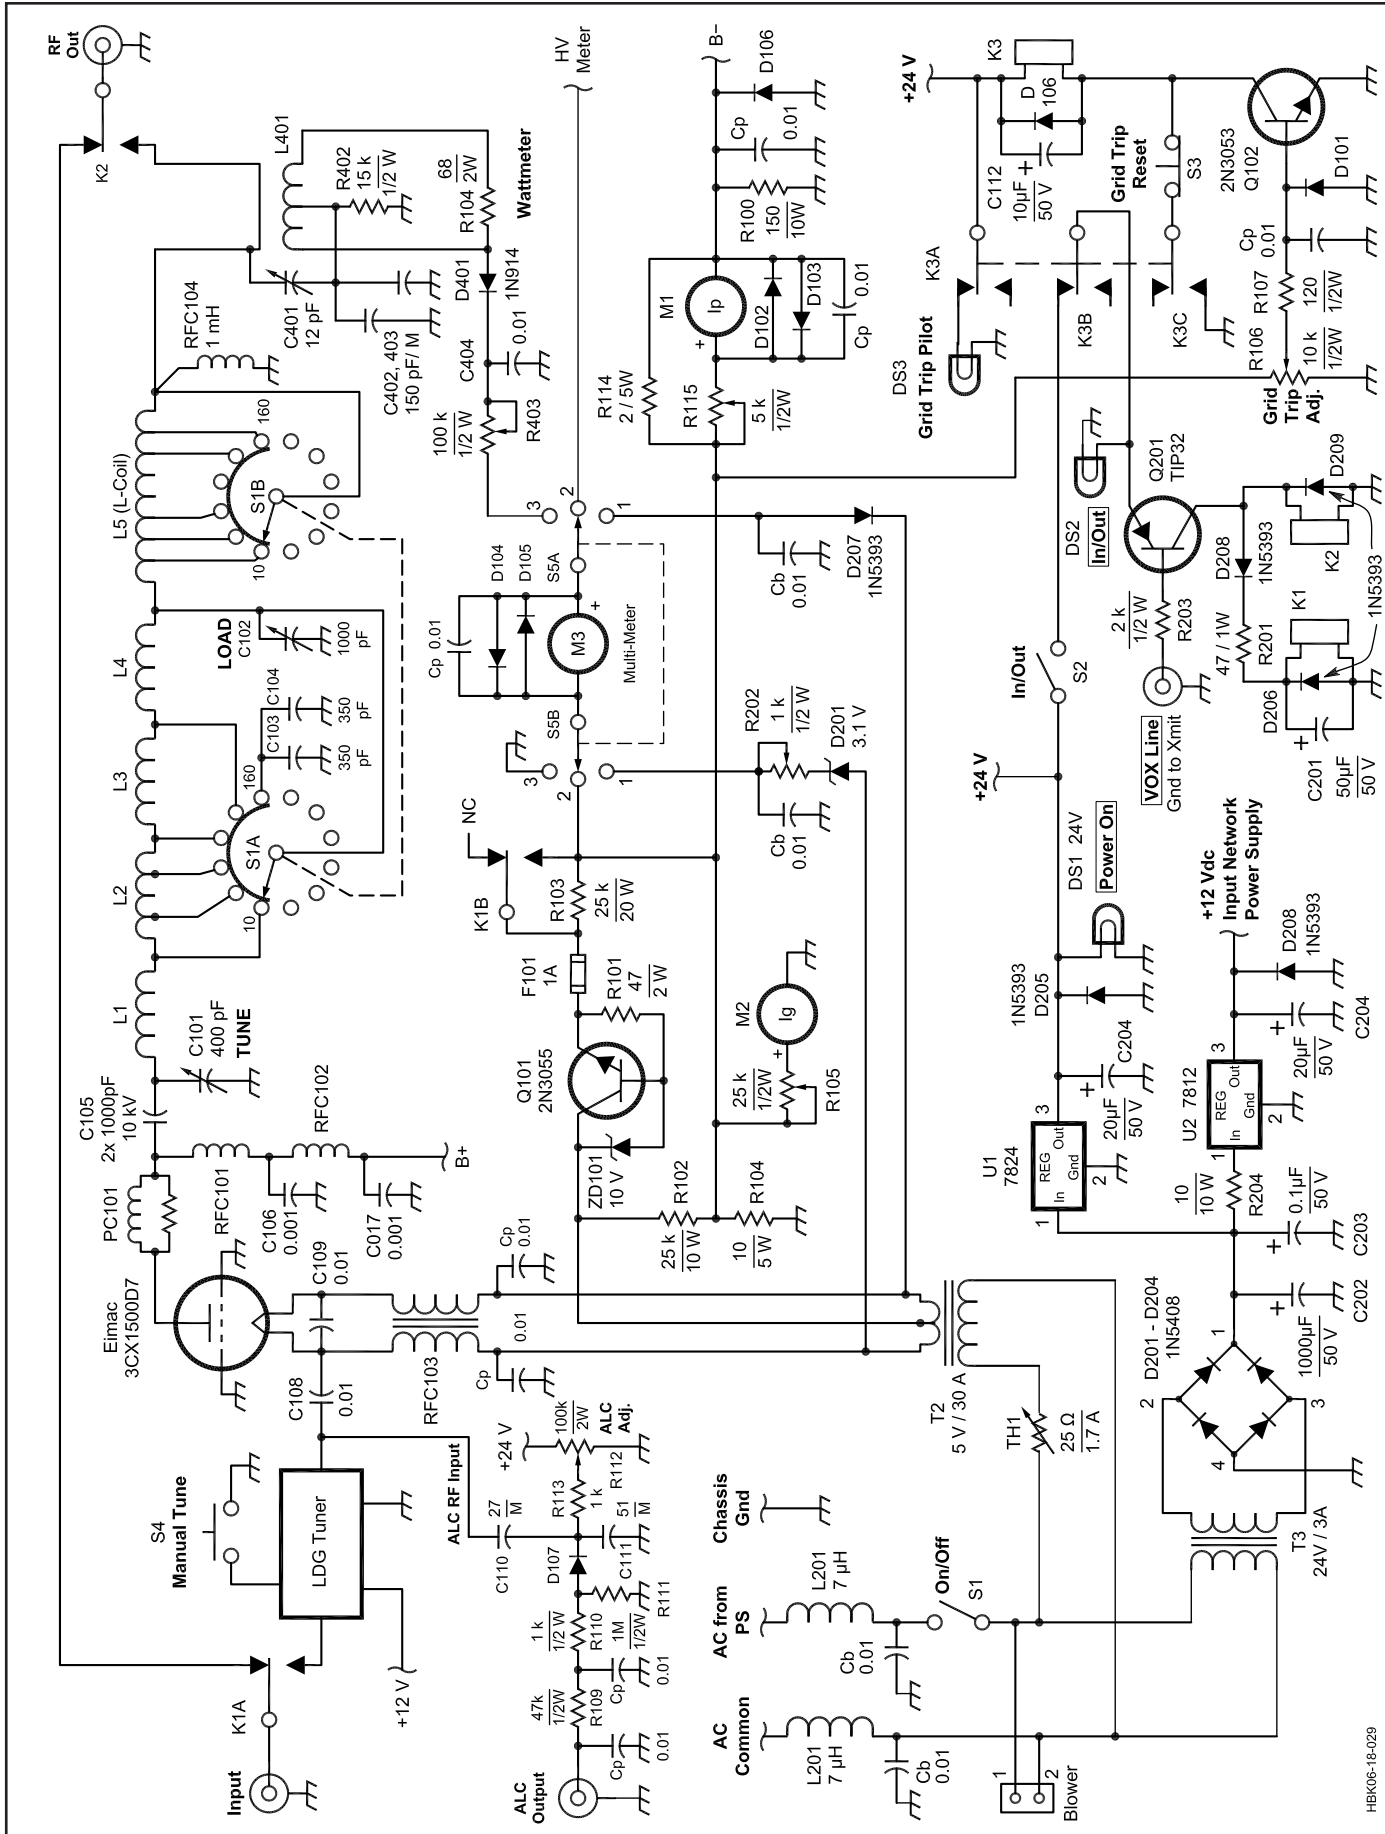 RF
Out
K2
L401
R402
15 k
1/2 W
68
2W
R104
Wattmeter
D401
1N914
RFC104
1 mH
C401
12 pF
C402, 403
150 pF/ M
C404
0.01
100 k
1/2 W
R403
L5 (L-Coil)
160
S1B
10
L4
LOAD
C102
1000
pF
C104
C103
350
pF
350
pF
L3
160
S1A
L2
10
L1
C101
400 pF
TUNE
C105
2x 1000pF
10 kV
PC101
RFC101
RFC102
C106
0.001
C017
0.001
B+
Eimac
3CX1500D7
C109
0.01
C108
0.01
RFC103
Cp
0.01
Cp
0.01
S4
Manual Tune
LDG Tuner
+12 V
K1A
Input
ALC RF Input
+24 V
100k
2W
ALC
Adj.
R112
R113
1 k
27
M
C110
51
M
C111
D107
R111
1 k
1/2 W
R110
1M
1/2W
47k
1/2W
R109
Cp
0.01
Cp
0.01
ALC
Output
HV
Meter
3
2
1
D104
D105
S5A
Cp 0.01
M3
+
Multi-Meter
S5B
3
2
1
NC
K1B
R103
25 k
20 W
F101
1A
R101
47
2 W
Q101
2N3055
ZD101
10 V
R102
25 k
10 W
R104
10
5 W
Cb
0.01
D207
1N5393
R202
1 k
1/2 W
D201
3.1 V
Cb
0.01
M2
Ig
+
25 k
1/2W
R105
B−
D106
Cp
0.01
R100
150
10W
M1
Ip
+
D102
D103
Cp
0.01
R114
2 / 5W
R115
5 k
1/2W
+24 V
K3
D
106
C112
10µF
50 V
+
Grid Trip
Reset
S3
2N3053
Q102
D101
Cp
0.01
R107
120
1/2W
R106
10 k
1/2W
Grid
Trip
Adj.
K3A
K3B
K3C
DS3
Grid Trip Pilot
DS2
In/Out
Q201
TIP32
2 k
1/2 W
R203
VOX Line
Gnd to Xmit
D208
1N5393
47 / 1W
R201
D209
K2
K1
1N5393
D206
C201
50µF
50 V
+
In/Out
S2
+24 V
DS1 24V
Power On
1N5393
D205
C204
20µF
50 V
+
U1
7824
REG
In
Out
Gnd
1
2
3
+12 Vdc
Input Network
Power Supply
D208
1N5393
C204
20µF
50 V
+
U2 7812
REG
In
Out
Gnd
1
2
3
10
10 W
R204
0.1µF
50 V
C203
+
1000µF
50 V
C202
+
D201 - D204
1N5408
1
2
3
4
T3
24V / 3A
T2
5 V / 30 A
TH1
25 Ω
1.7 A
Chassis
Gnd
AC from
PS
L201
7 µH
Cb
0.01
On/Off
S1
AC
Common
L201
7 µH
Cb
0.01
1
2
Blower
HBK06-18-029